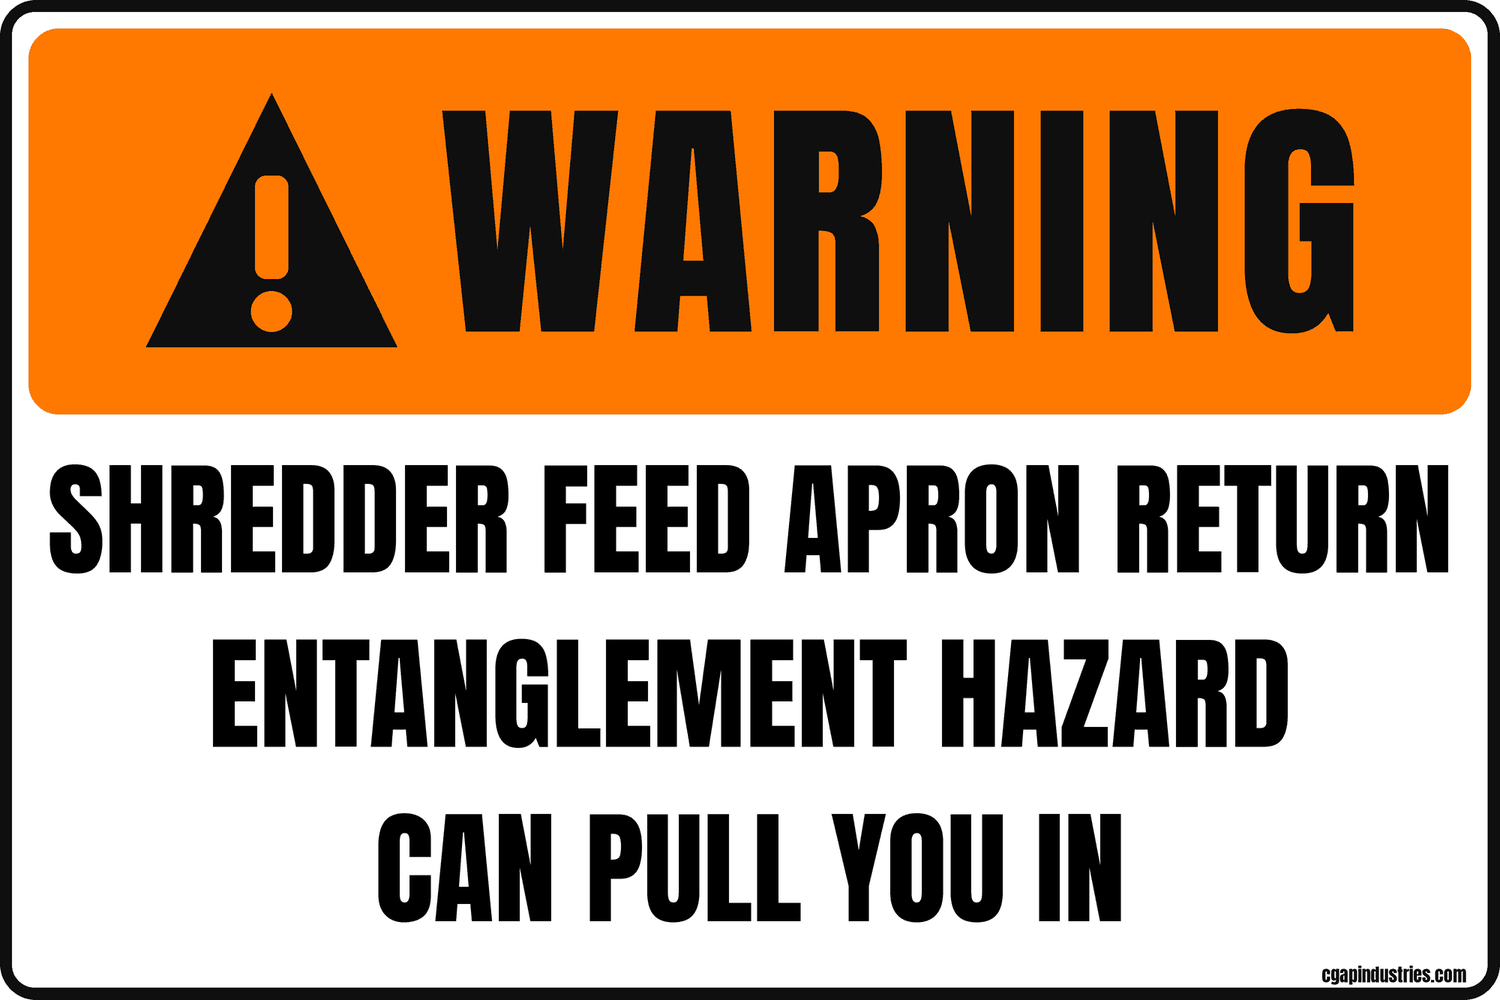 WARNING
SHREDDER FEED APRON RETURN
ENTANGLEMENT HAZARD
CAN PULL YOU IN
cgapindustries.com